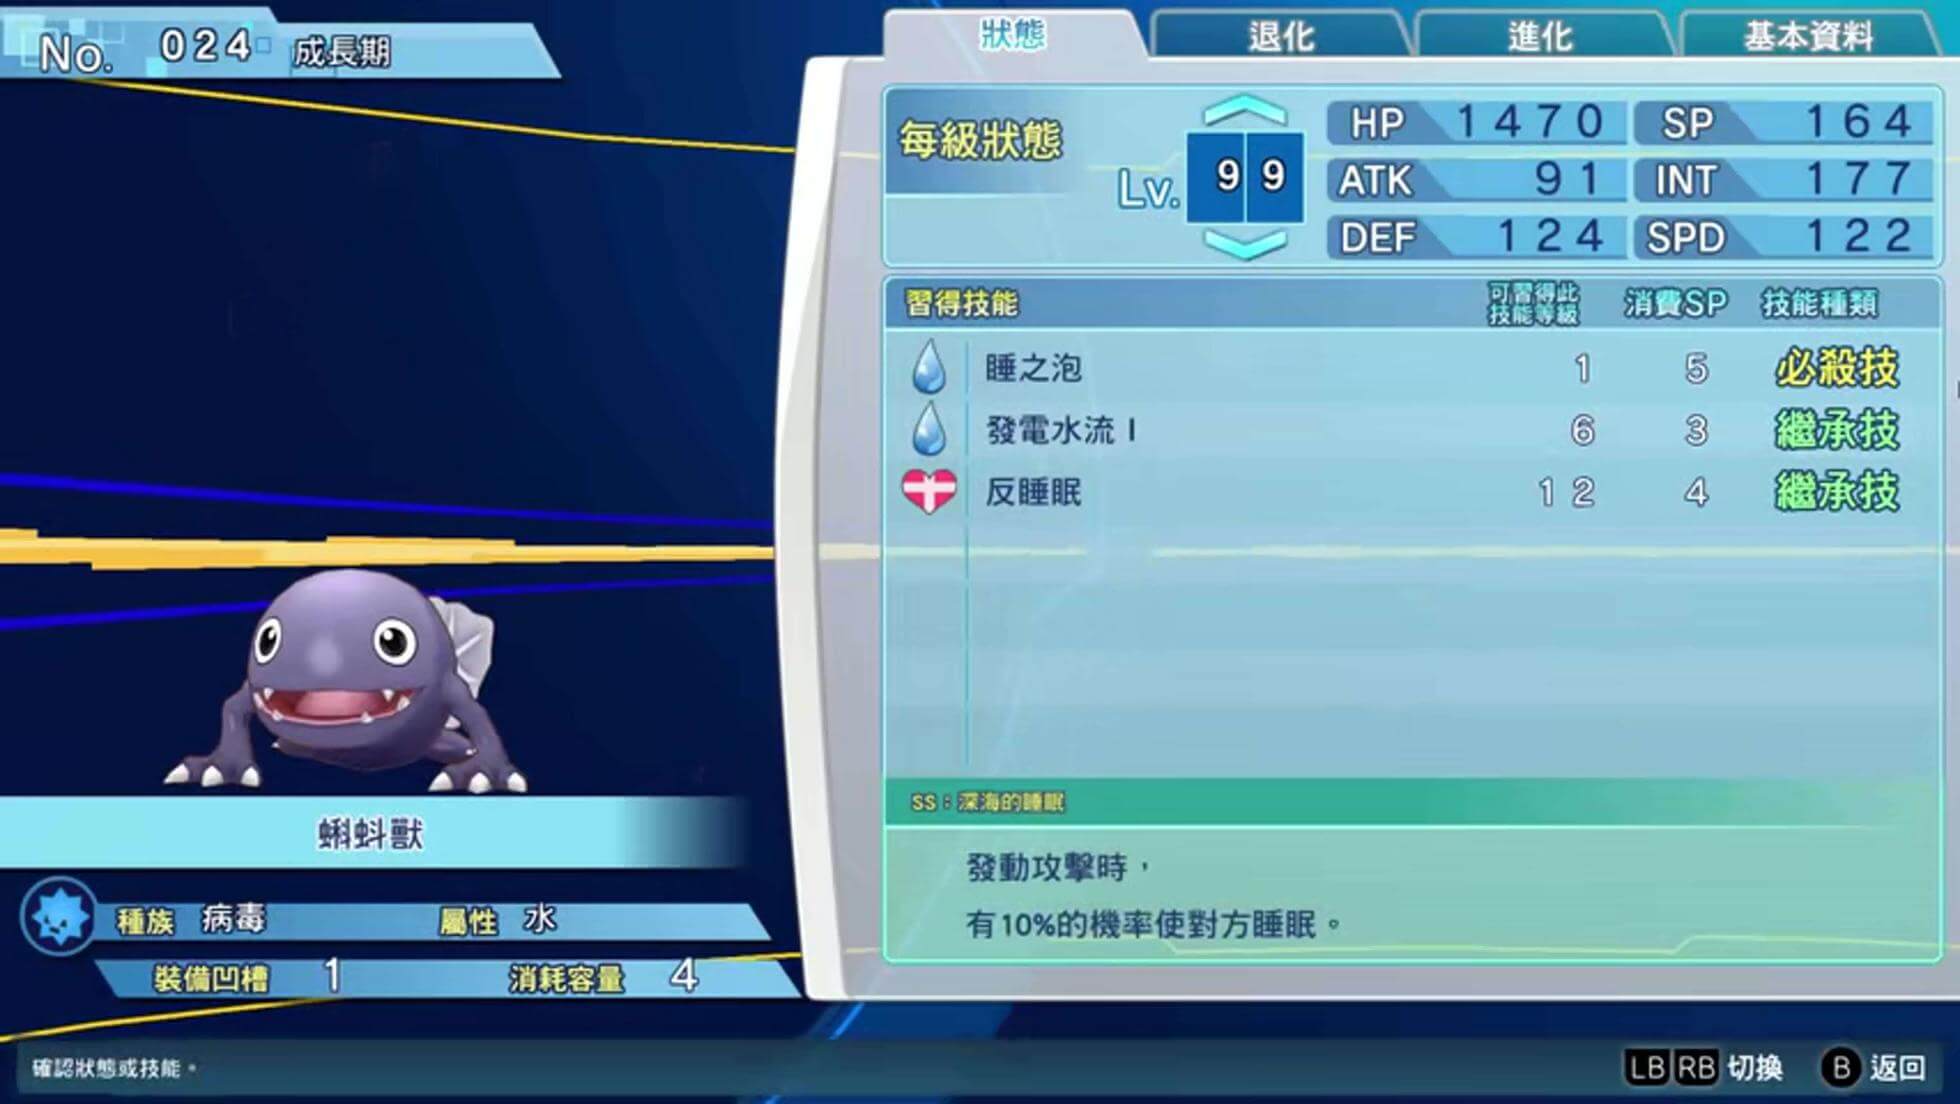 No. 024 成長期
狀態 退化 進化 基本資料
每級狀態
Lv. 99
HP 1470 SP 164
ATK 91 INT 177
DEF 124 SPD 122
習得技能 可習得此技能等級 消費SP 技能種類
睡之泡 1 5 必殺技
發電水流 I 6 3 繼承技
反睡眠 12 4 繼承技
SS：深海的睡眠
發動攻擊時，
有10%的機率使對方睡眠。
蝌蚪獸
種族 病毒 屬性 水
裝備凹槽 1 消耗容量 4
確認狀態或技能。
LB RB 切換 B 返回